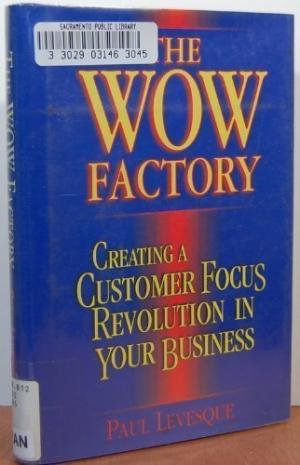 SACRAMENTO PUBLIC LIBRARY
3 3029 03146 3045
THE
WOW
FACTORY
CREATING A
CUSTOMER FOCUS
REVOLUTION IN
YOUR BUSINESS
PAUL LEVESQUE
THE WOW FACTORY